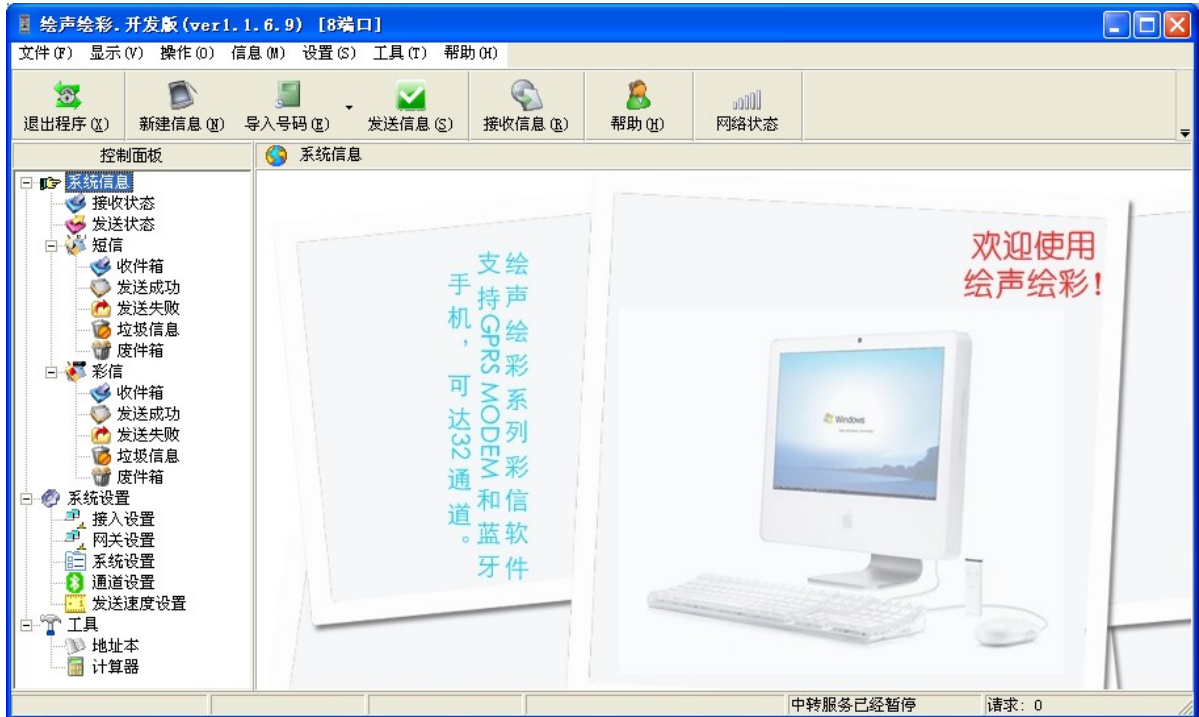 绘声绘彩.开发版(ver1.1.6.9) [8端口]
文件(F) 显示(V) 操作(O) 信息(M) 设置(S) 工具(T) 帮助(H)
退出程序(X) 新建信息(N) 导入号码(E) 发送信息(S) 接收信息(R) 帮助(H) 网络状态
控制面板
系统信息
系统信息
接收状态
发送状态
短信
收件箱
发送成功
发送失败
垃圾信息
废件箱
彩信
收件箱
发送成功
发送失败
垃圾信息
废件箱
系统设置
接入设置
网关设置
系统设置
通道设置
发送速度设置
工具
地址本
计算器
绘声绘彩系列彩信软件
支持GPRS MODEM和蓝牙
手机，可达32通道。
欢迎使用
绘声绘彩!
Windows
中转服务已经暂停
请求: 0